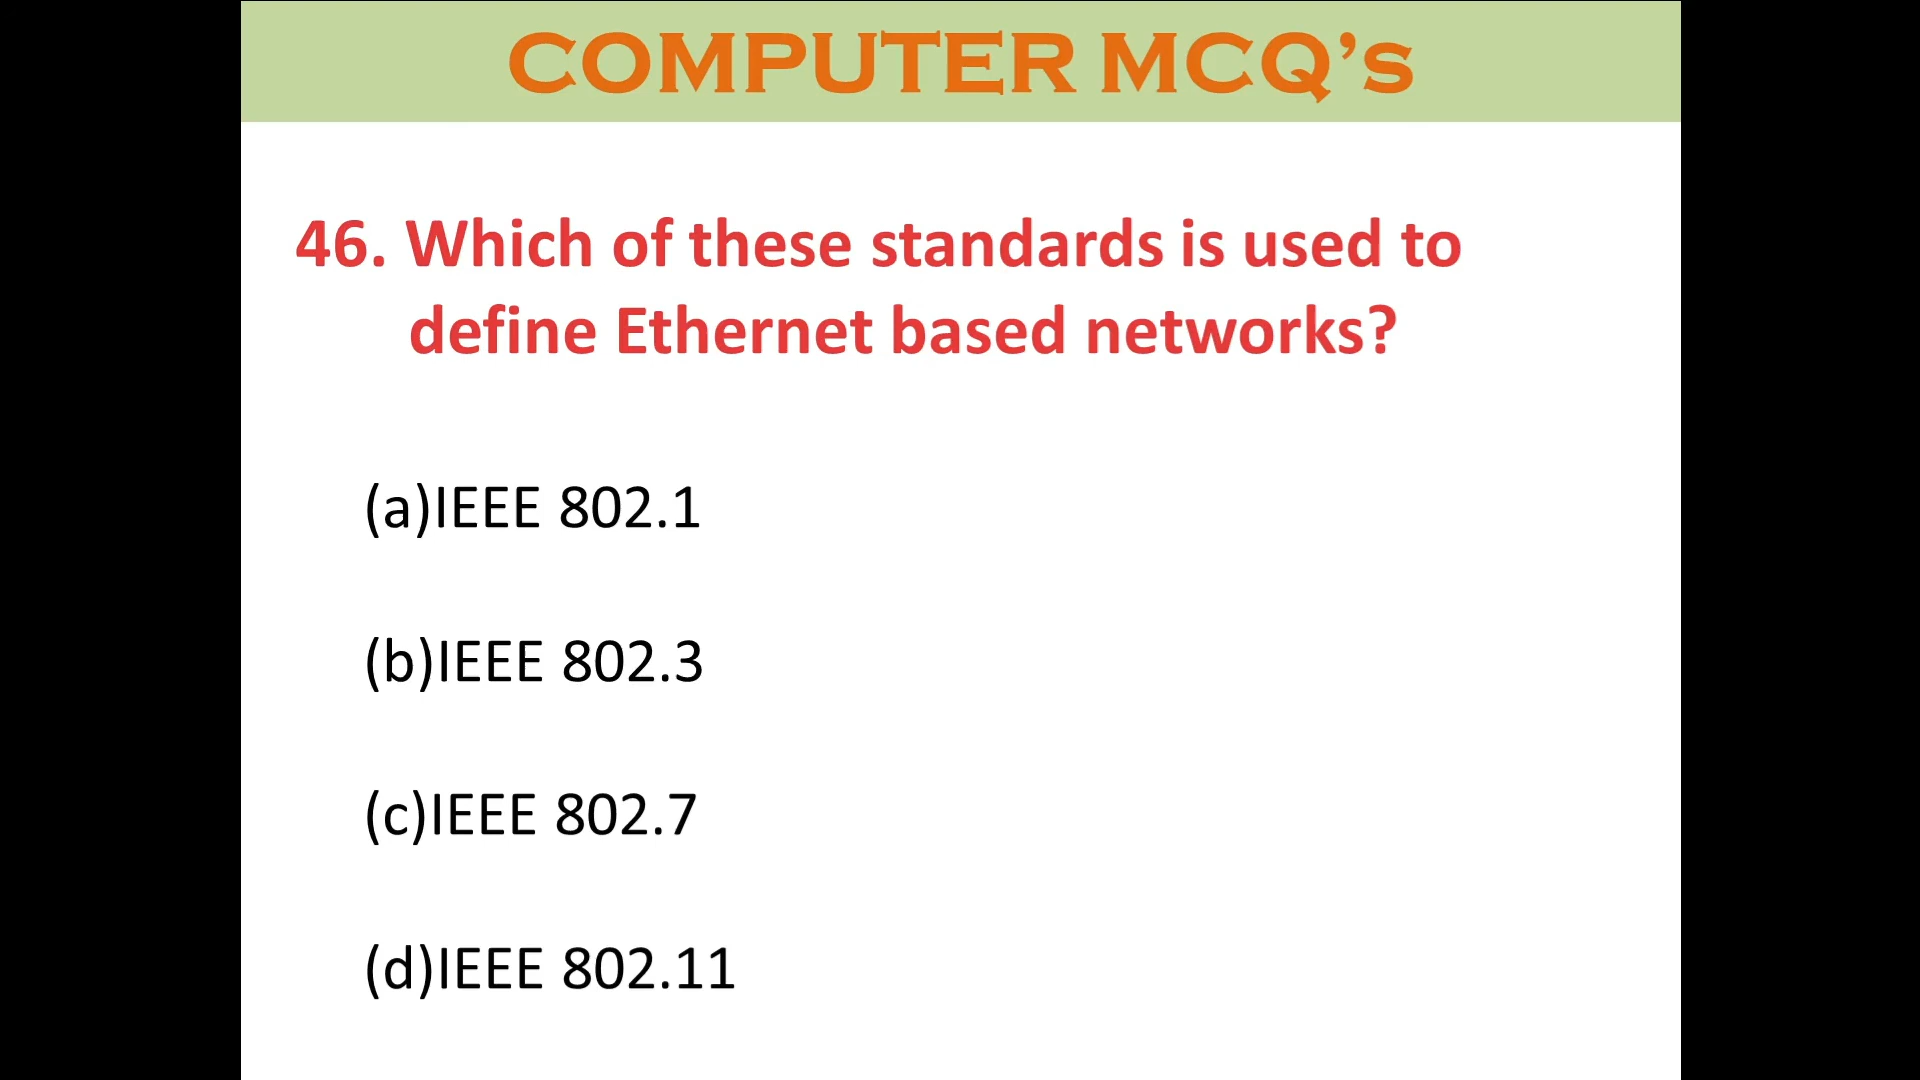 COMPUTER MCQ’s
46. Which of these standards is used to
define Ethernet based networks?
(a)IEEE 802.1
(b)IEEE 802.3
(c)IEEE 802.7
(d)IEEE 802.11